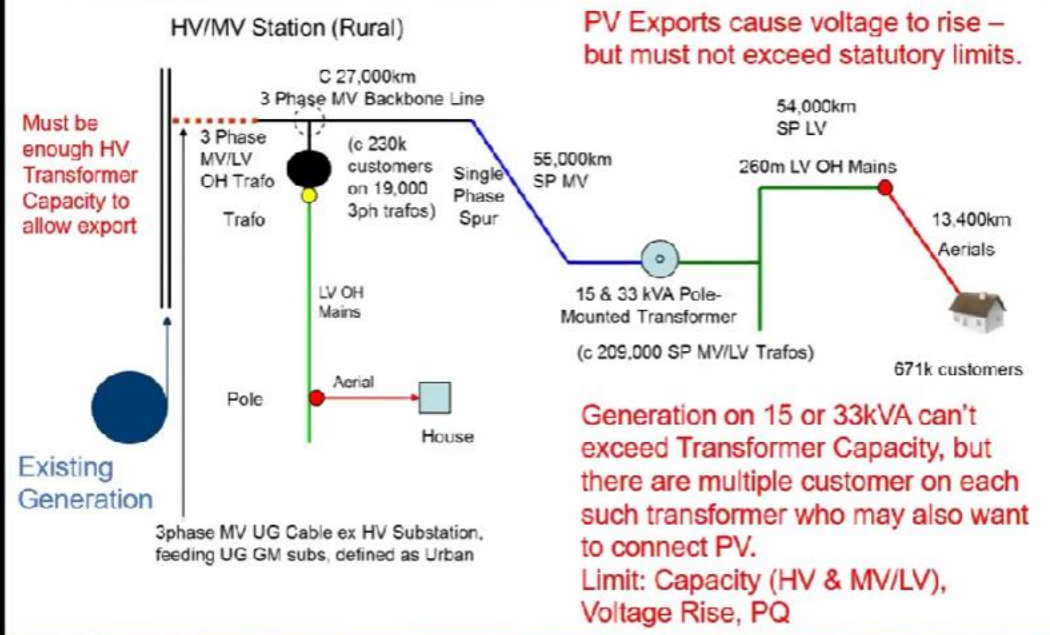 HV/MV Station (Rural)
PV Exports cause voltage to rise –
but must not exceed statutory limits.
C 27,000km
3 Phase MV Backbone Line
Must be
enough HV
Transformer
Capacity to
allow export
3 Phase
MV/LV
OH Trafo
Trafo
(c 230k
customers
on 19,000
3ph trafos)
Single
Phase
Spur
55,000km
SP MV
54,000km
SP LV
260m LV OH Mains
13,400km
Aerials
LV OH
Mains
15 & 33 kVA Pole-
Mounted Transformer
(c 209,000 SP MV/LV Trafos)
671k customers
Pole
Aerial
House
Existing
Generation
3phase MV UG Cable ex HV Substation,
feeding UG GM subs, defined as Urban
Generation on 15 or 33kVA can't
exceed Transformer Capacity, but
there are multiple customer on each
such transformer who may also want
to connect PV.
Limit: Capacity (HV & MV/LV),
Voltage Rise, PQ